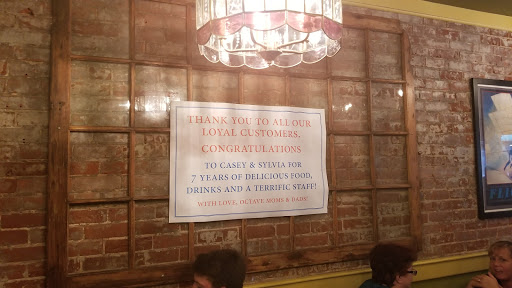 THANK YOU TO ALL OUR
LOYAL CUSTOMERS.
CONGRATULATIONS
TO CASEY & SYLVIA FOR
7 YEARS OF DELICIOUS FOOD,
DRINKS AND A TERRIFIC STAFF!
WITH LOVE, OCTAVE MOMS & DADS!